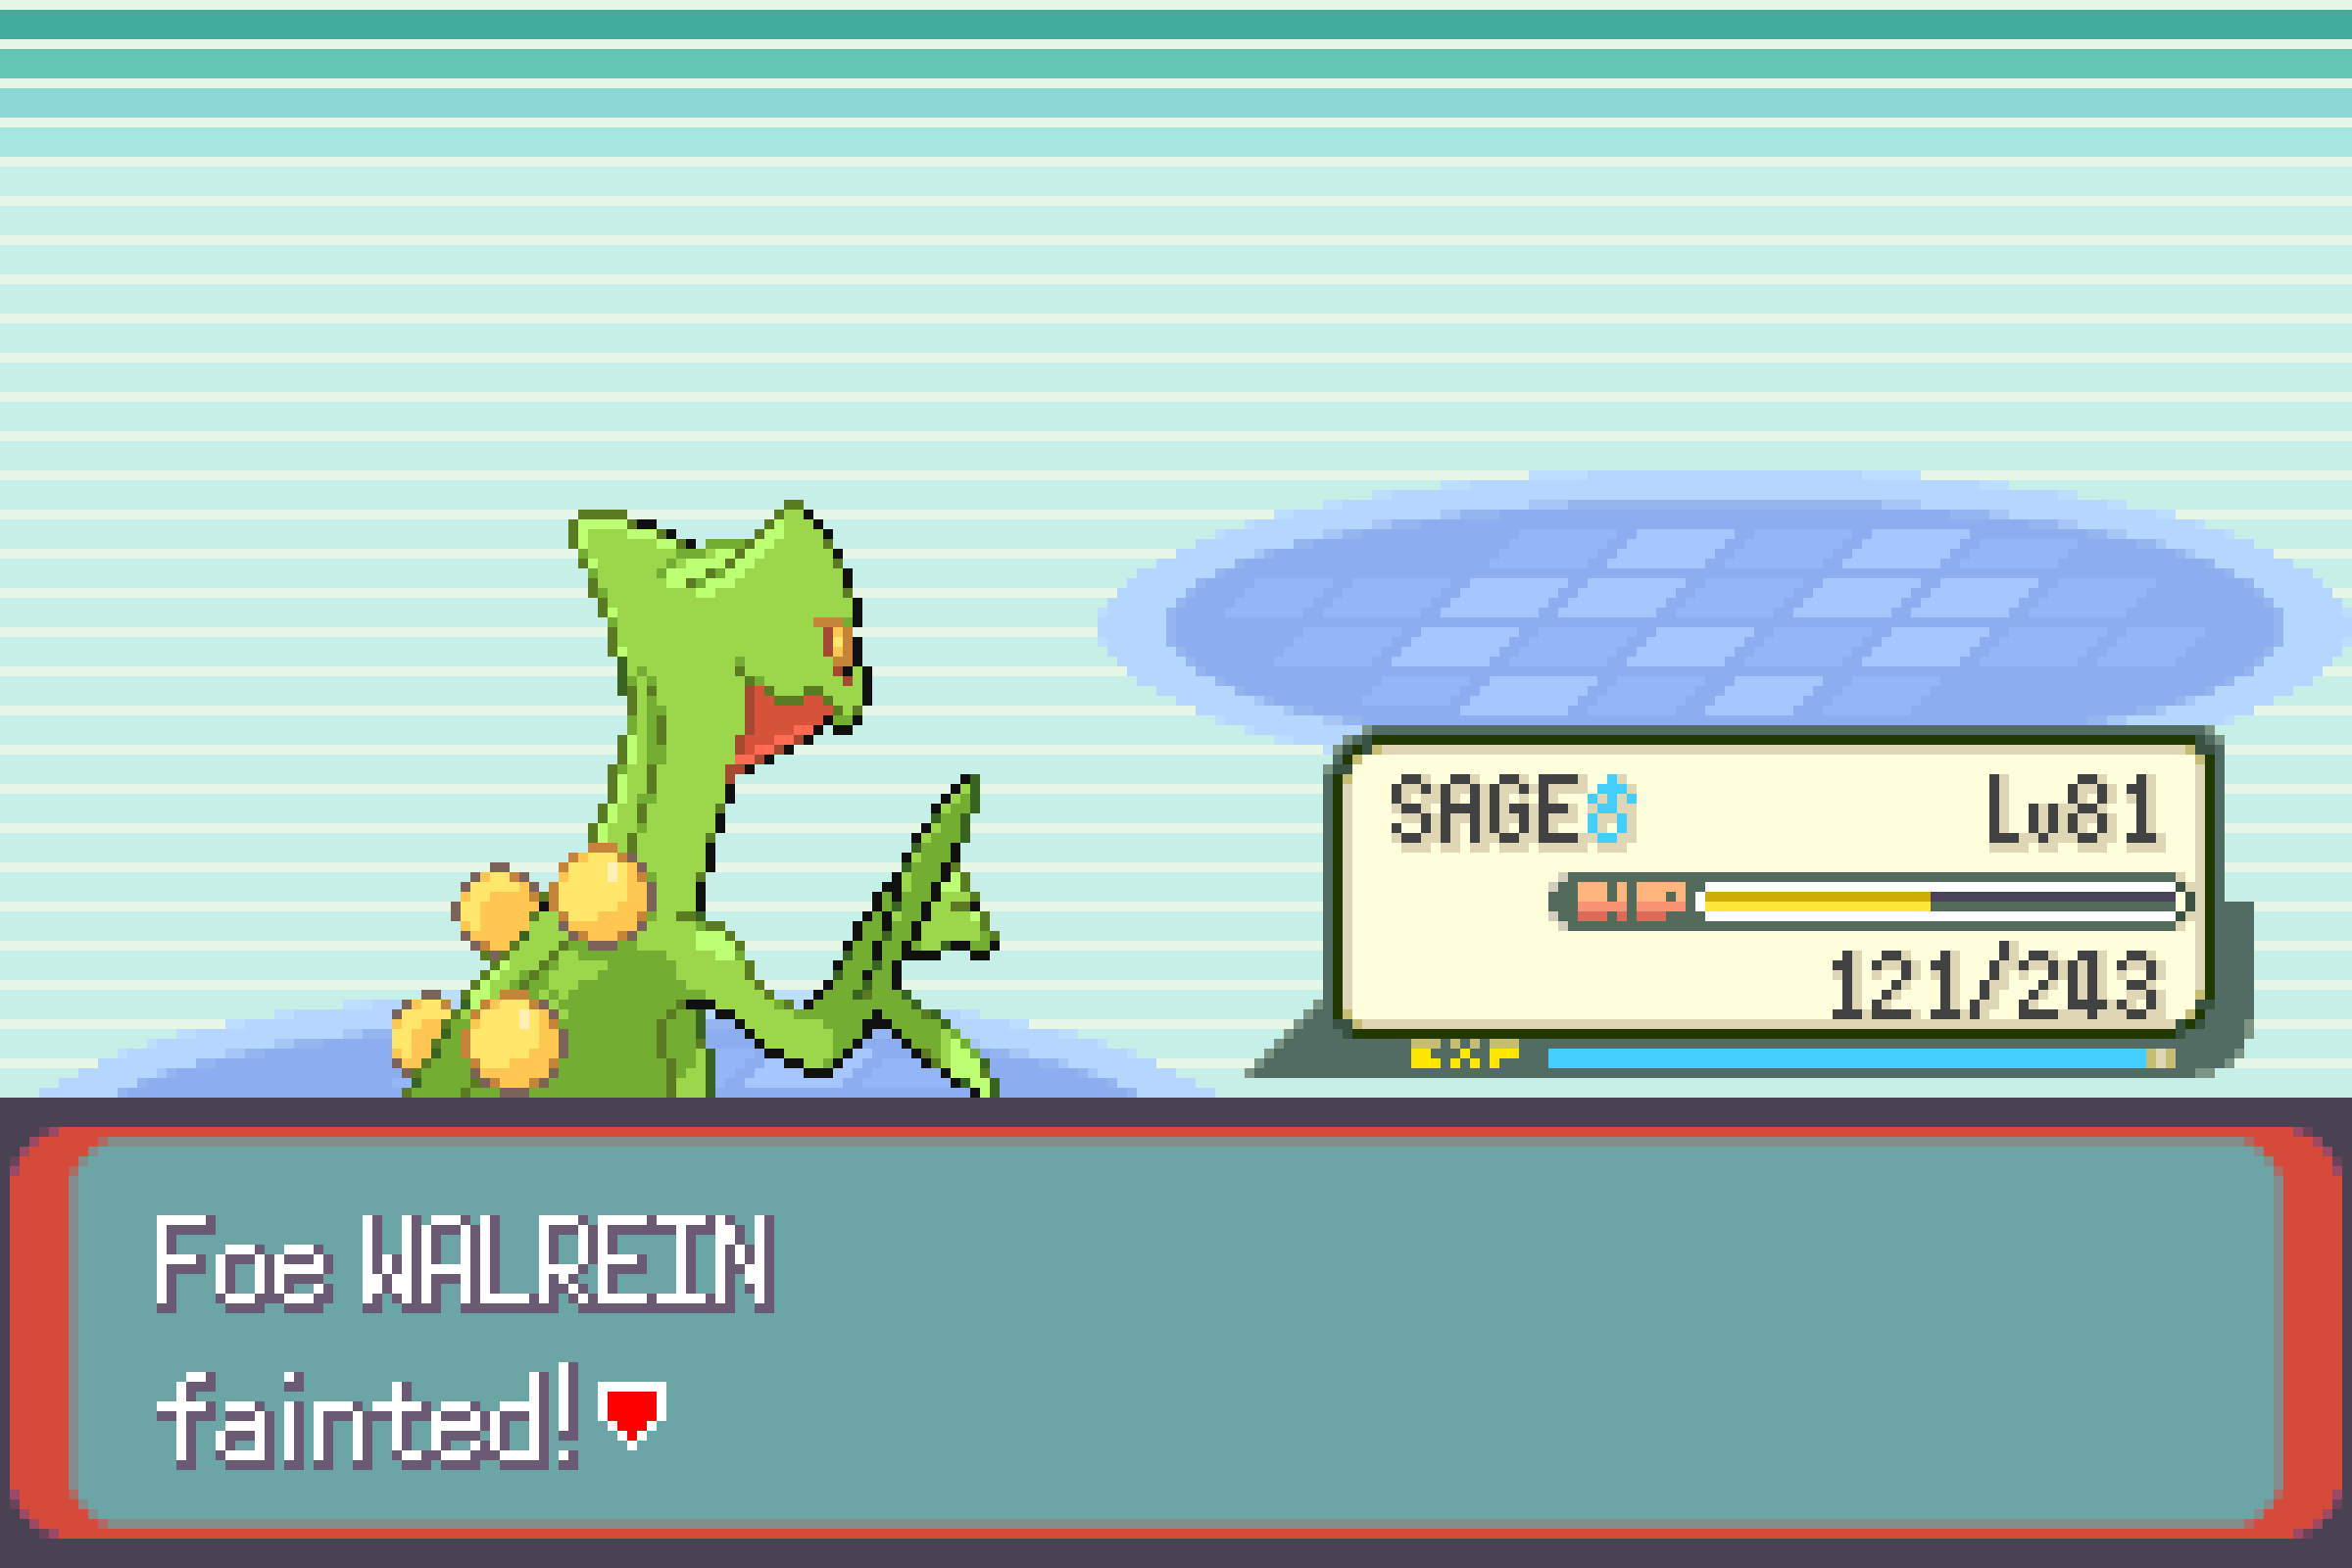 SAGE♂ Lv81
HP
121/243
EXP
Foe WALREIN
fainted!